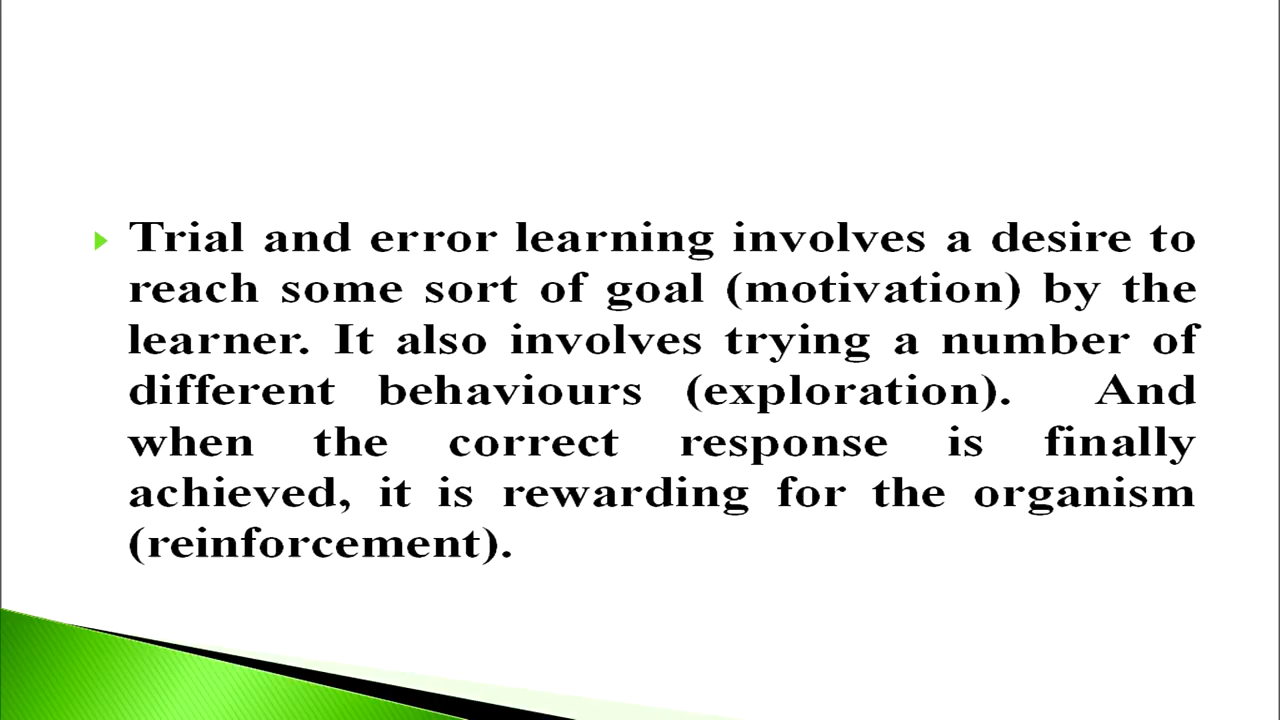 Trial and error learning involves a desire to
reach some sort of goal (motivation) by the
learner. It also involves trying a number of
different behaviours (exploration). And
when the correct response is finally
achieved, it is rewarding for the organism
(reinforcement).